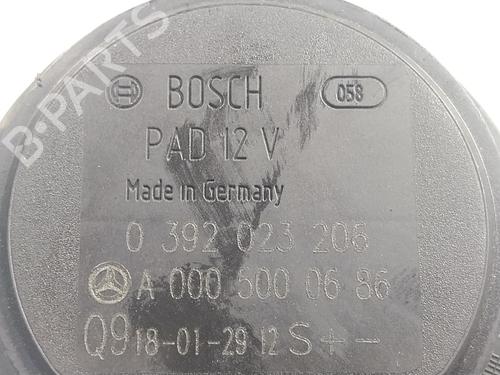 BOSCH 058
PAD 12 V
Made in Germany
0 392 023 206
A 000 500 06 86
Q9 18-01-29 12 S + -
B-PARTS